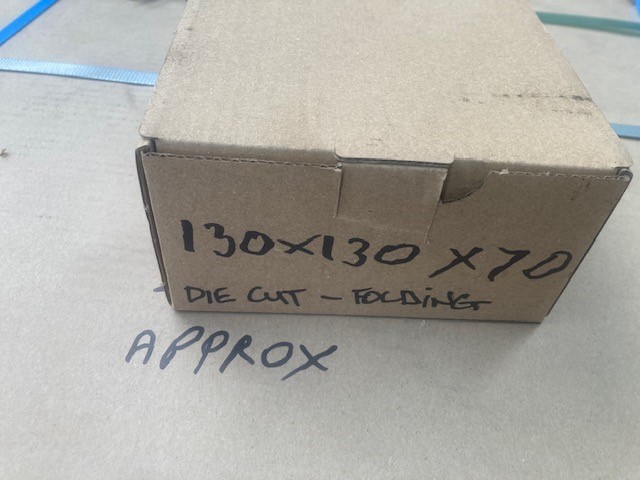 130x130 x70
DIE CUT - FOLDING
APPROX